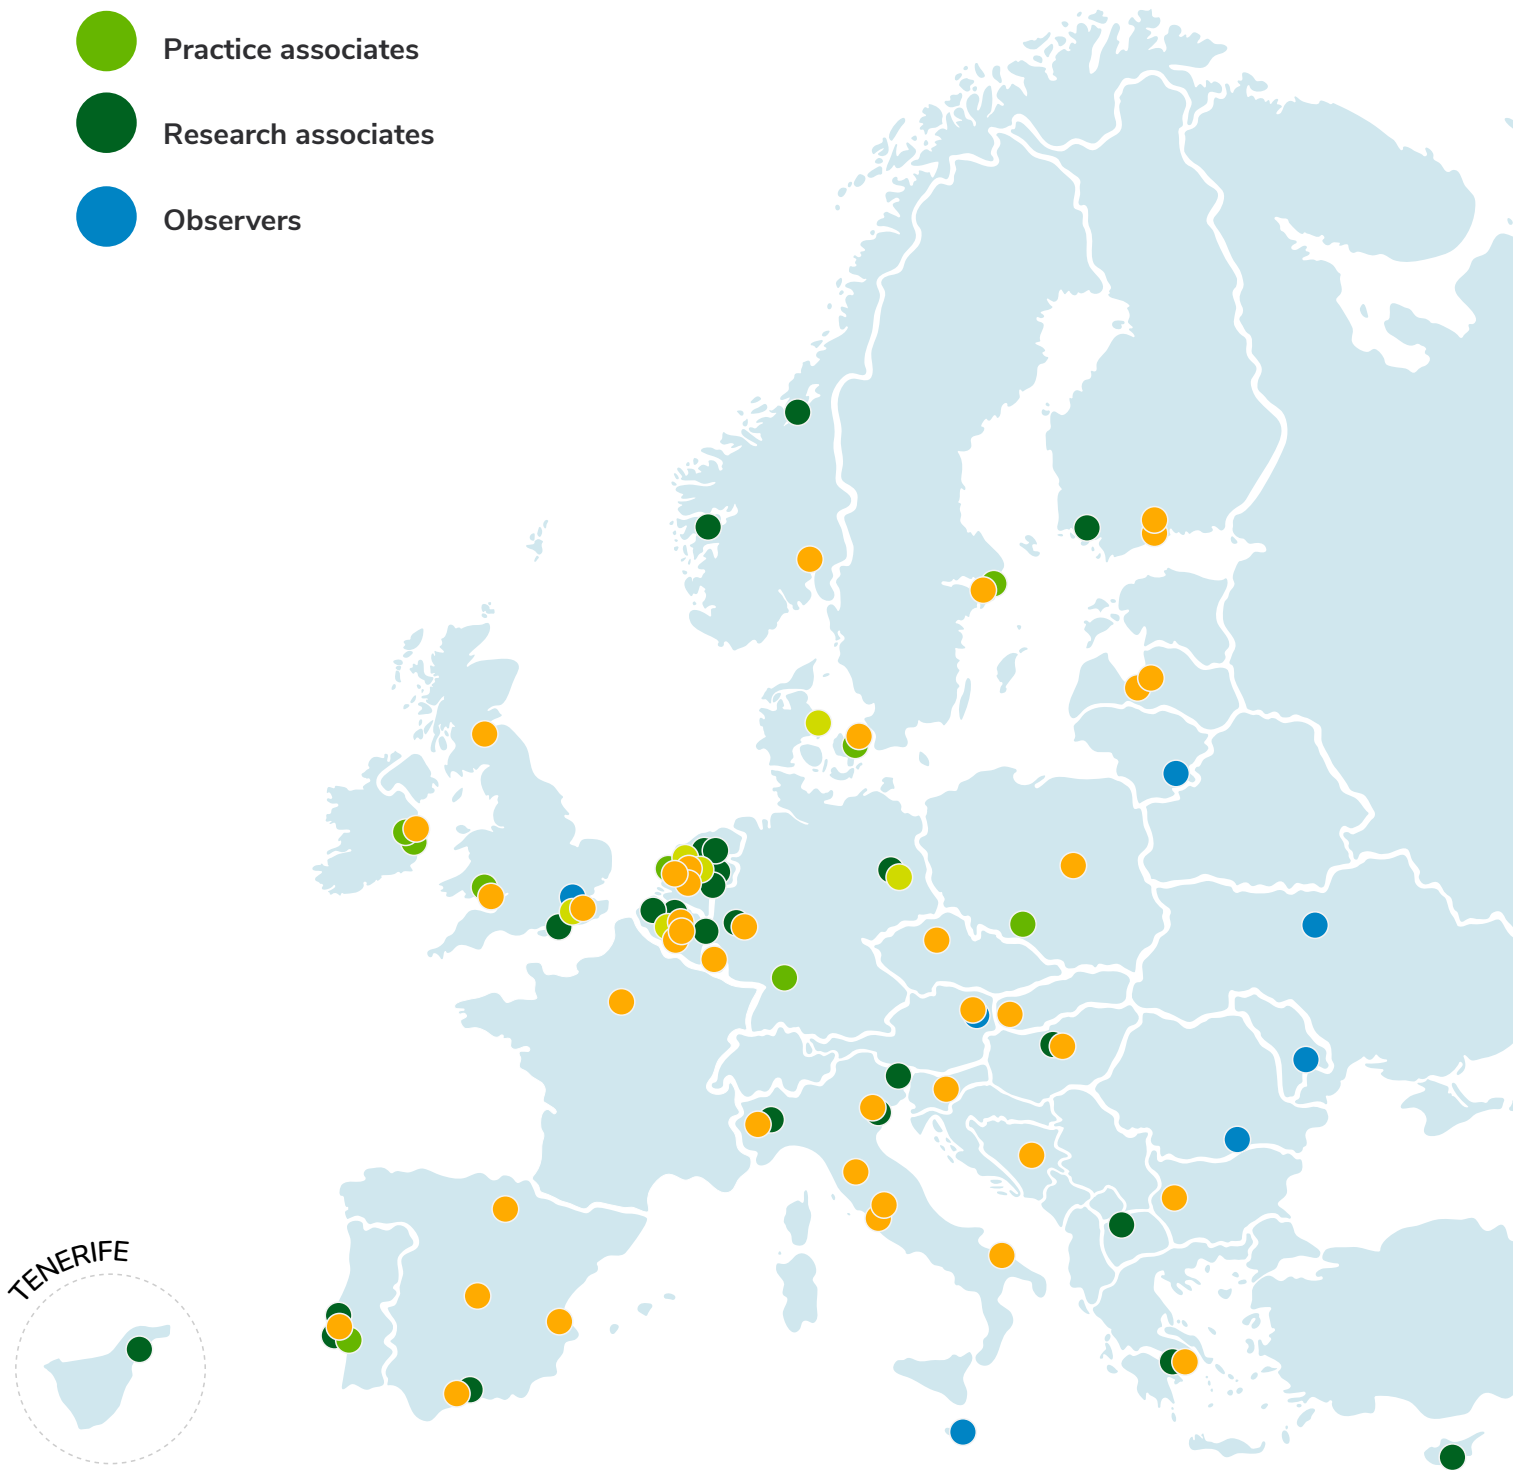 Practice associates
Research associates
Observers
TENERIFE